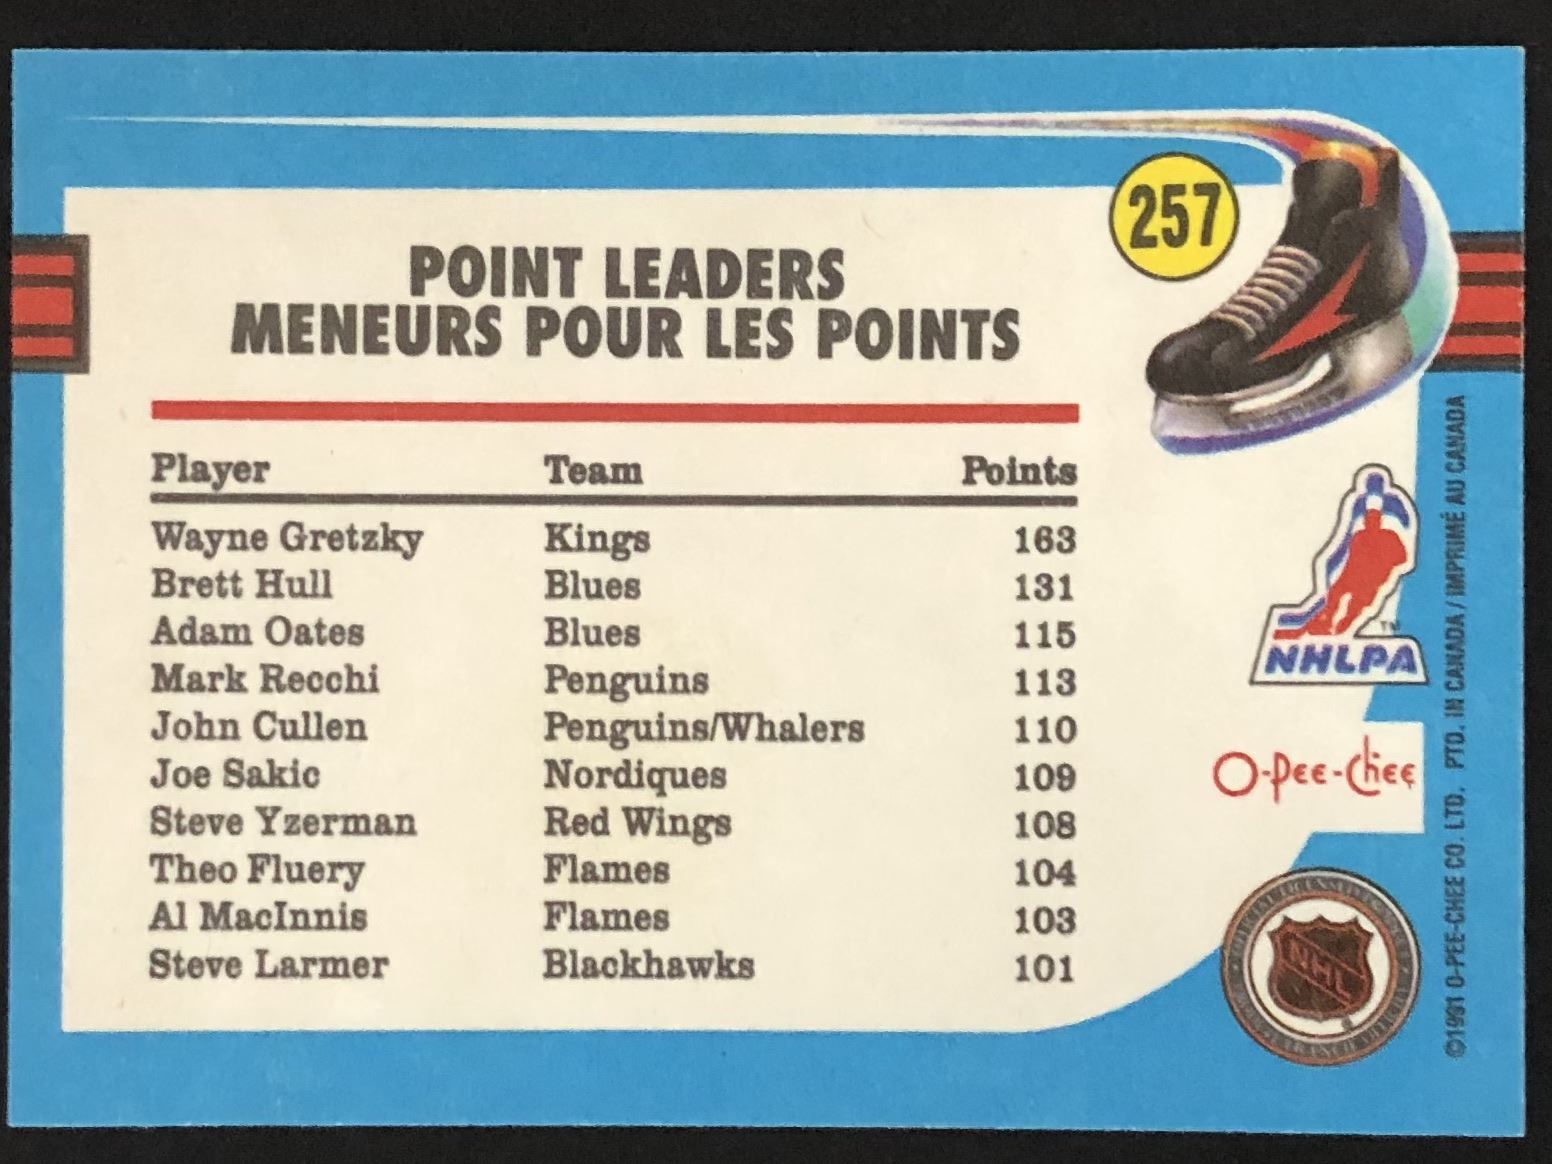 257
POINT LEADERS
MENEURS POUR LES POINTS
Player Team Points
Wayne Gretzky Kings 163
Brett Hull Blues 131
Adam Oates Blues 115
Mark Recchi Penguins 113
John Cullen Penguins/Whalers 110
Joe Sakic Nordiques 109
Steve Yzerman Red Wings 108
Theo Fluery Flames 104
Al MacInnis Flames 103
Steve Larmer Blackhawks 101
TM
NHLPA
O-Pee-Chee
NHL
©1991 O-PEE-CHEE CO. LTD. PTD. IN CANADA / IMPRIMÉ AU CANADA